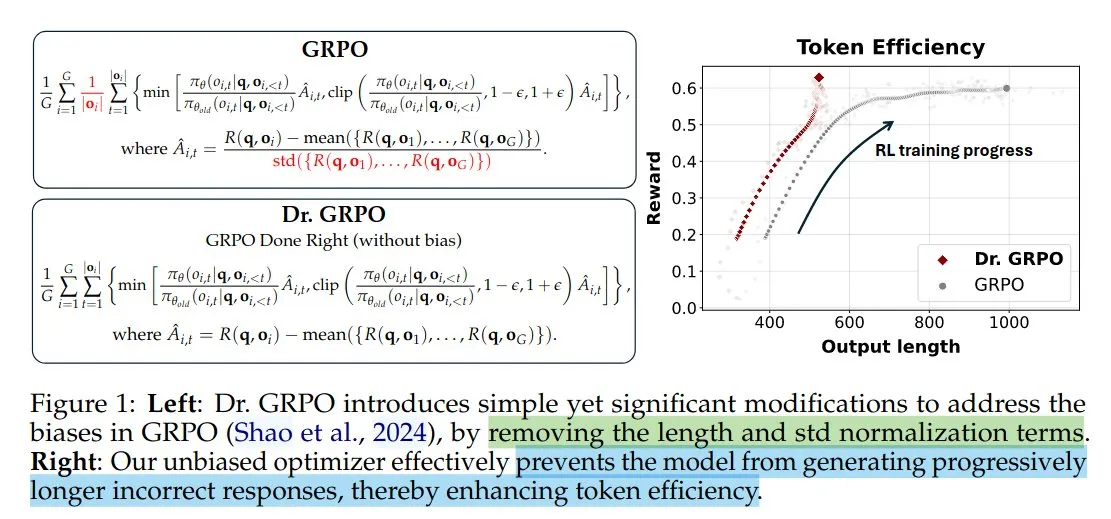 GRPO
1/G ∑_{i=1}^{G} 1/|o_i| ∑_{t=1}^{|o_i|} { min [ π_θ(o_{i,t}|q, o_{i,<t}) / π_{θ_old}(o_{i,t}|q, o_{i,<t}) Â_{i,t}, clip ( π_θ(o_{i,t}|q, o_{i,<t}) / π_{θ_old}(o_{i,t}|q, o_{i,<t}), 1 − ϵ, 1 + ϵ ) Â_{i,t} ] },
where Â_{i,t} = R(q, o_i) − mean({R(q, o_1), . . . , R(q, o_G)}) / std({R(q, o_1), . . . , R(q, o_G)}).
Dr. GRPO
GRPO Done Right (without bias)
1/G ∑_{i=1}^{G} ∑_{t=1}^{|o_i|} { min [ π_θ(o_{i,t}|q, o_{i,<t}) / π_{θ_old}(o_{i,t}|q, o_{i,<t}) Â_{i,t}, clip ( π_θ(o_{i,t}|q, o_{i,<t}) / π_{θ_old}(o_{i,t}|q, o_{i,<t}), 1 − ϵ, 1 + ϵ ) Â_{i,t} ] },
where Â_{i,t} = R(q, o_i) − mean({R(q, o_1), . . . , R(q, o_G)}).
Token Efficiency
Reward
0.6
0.5
0.4
0.3
0.2
0.1
0.0
RL training progress
Dr. GRPO
GRPO
400 600 800 1000
Output length
Figure 1: Left: Dr. GRPO introduces simple yet significant modifications to address the
biases in GRPO (Shao et al., 2024), by removing the length and std normalization terms.
Right: Our unbiased optimizer effectively prevents the model from generating progressively
longer incorrect responses, thereby enhancing token efficiency.